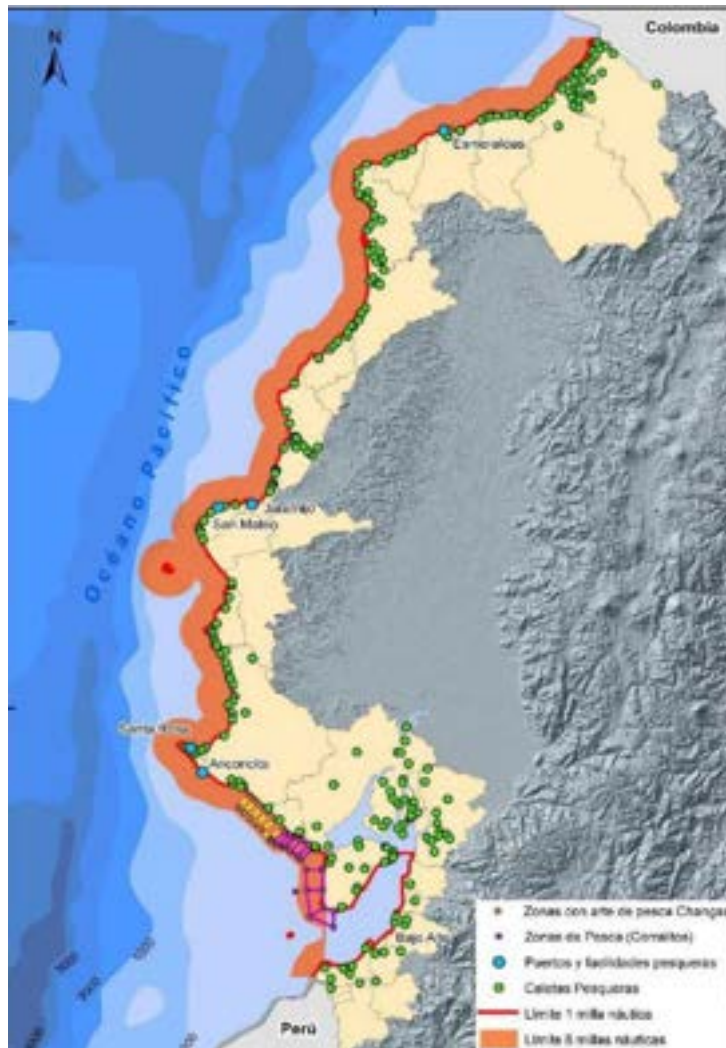 Colombia
N
Esmeraldas
Océano Pacífico
Jaramijó
San Mateo
Santa Rosa
Anconcito
Zonas con arte de pesca Changas
Zonas de Pesca (Corralitos)
Puertos y facilidades pesqueras
Bajo Alto
Caletas Pesqueras
Límite 1 milla náutica
Perú
Límite 8 millas náuticas